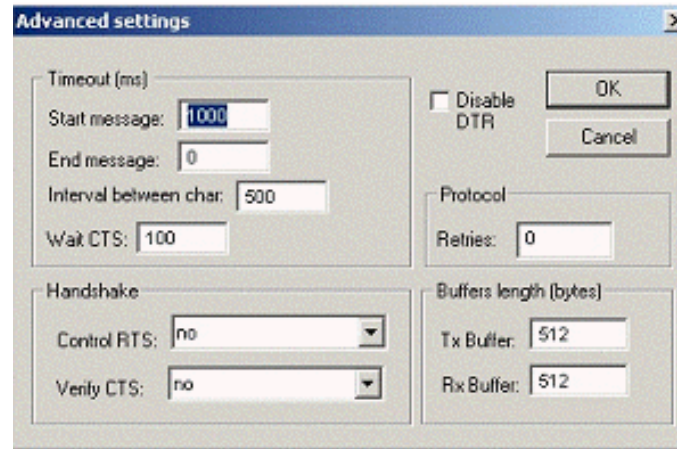 Advanced settings
Timeout (ms)
Start message: 1000
End message: 0
Interval between char: 500
Wait CTS: 100
Disable DTR
OK
Cancel
Protocol
Retries: 0
Handshake
Control RTS: no
Verify CTS: no
Buffers length (bytes)
Tx Buffer: 512
Rx Buffer: 512